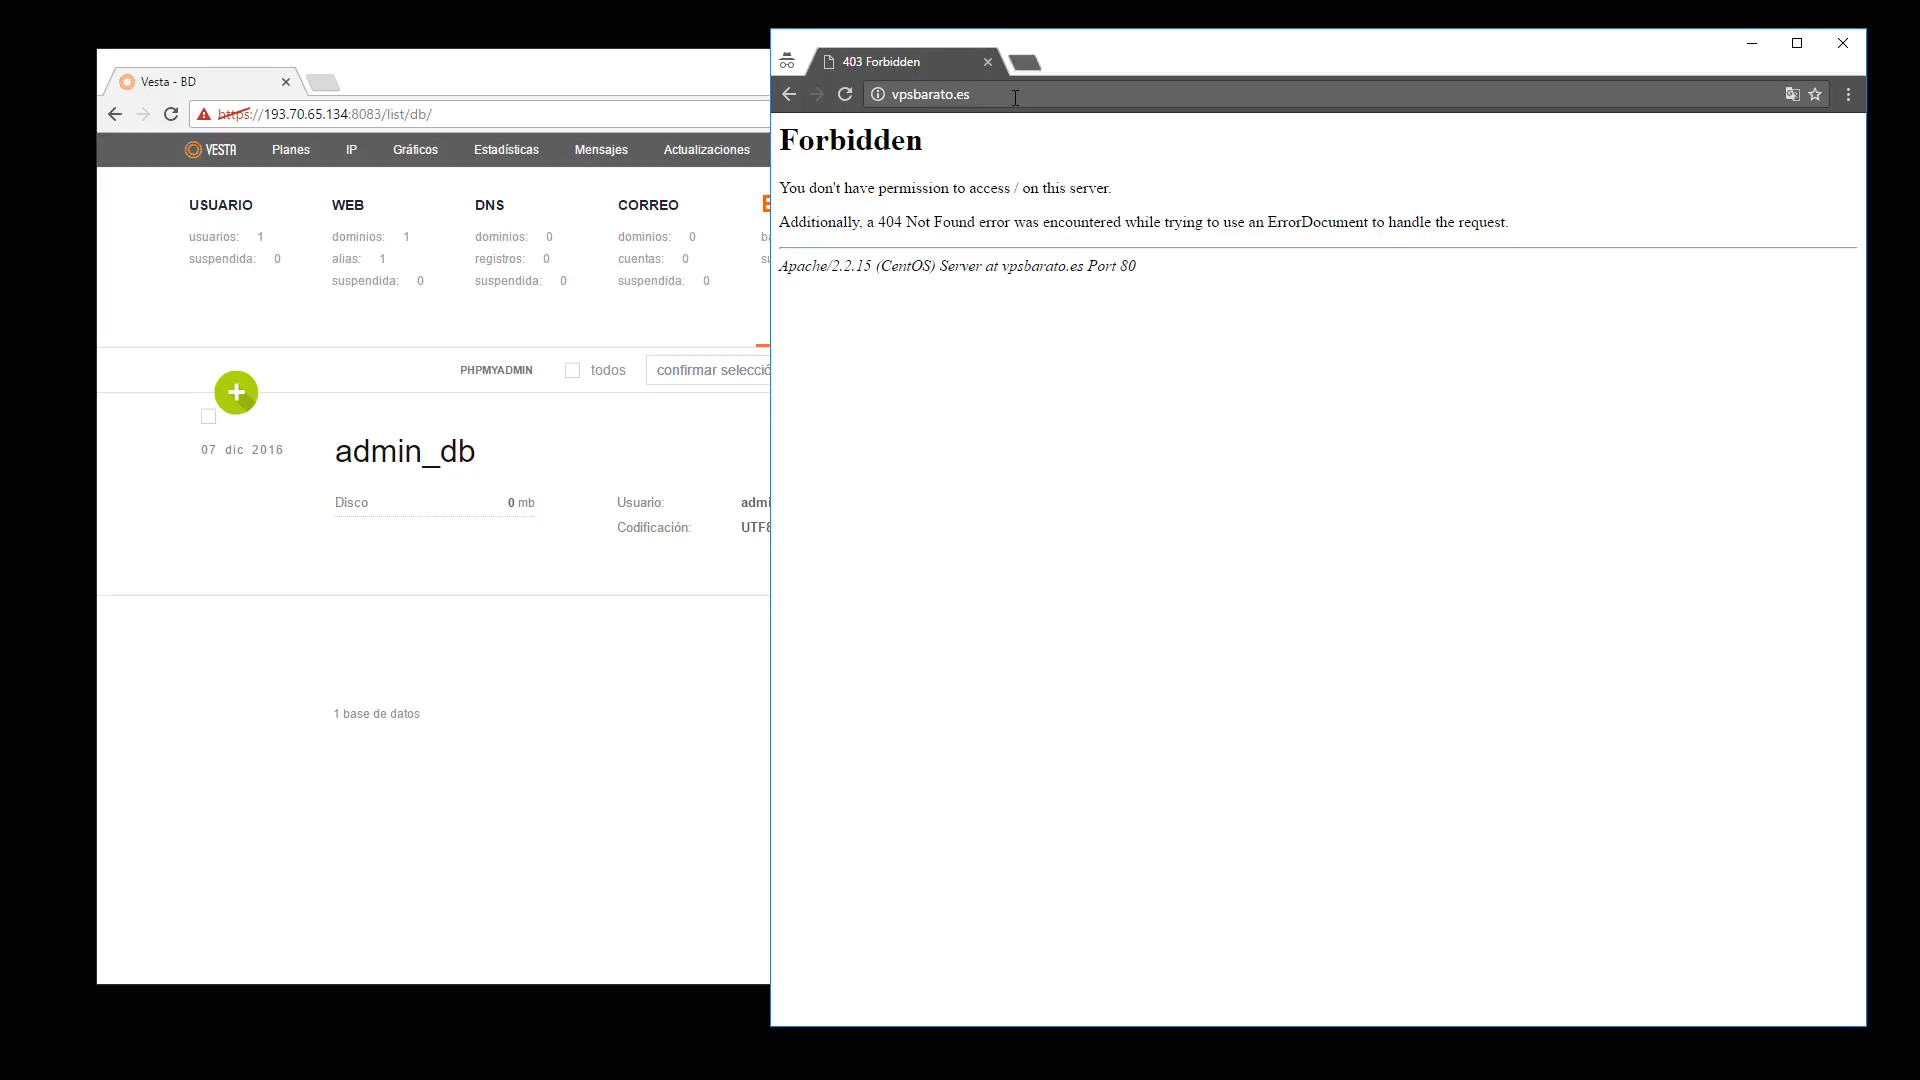 Vesta - BD
https://193.70.65.134:8083/list/db/
VESTA Planes IP Gráficos Estadísticas Mensajes Actualizaciones
USUARIO WEB DNS CORREO
usuarios: 1 dominios: 1 dominios: 0 dominios: 0
suspendida: 0 alias: 1 registros: 0 cuentas: 0
suspendida: 0 suspendida: 0 suspendida: 0
PHPMYADMIN todos confirmar selecció
07 dic 2016
admin_db
Disco 0 mb Usuario: admi
Codificación: UTF8
1 base de datos
403 Forbidden
vpsbarato.es
Forbidden
You don't have permission to access / on this server.
Additionally, a 404 Not Found error was encountered while trying to use an ErrorDocument to handle the request.
Apache/2.2.15 (CentOS) Server at vpsbarato.es Port 80